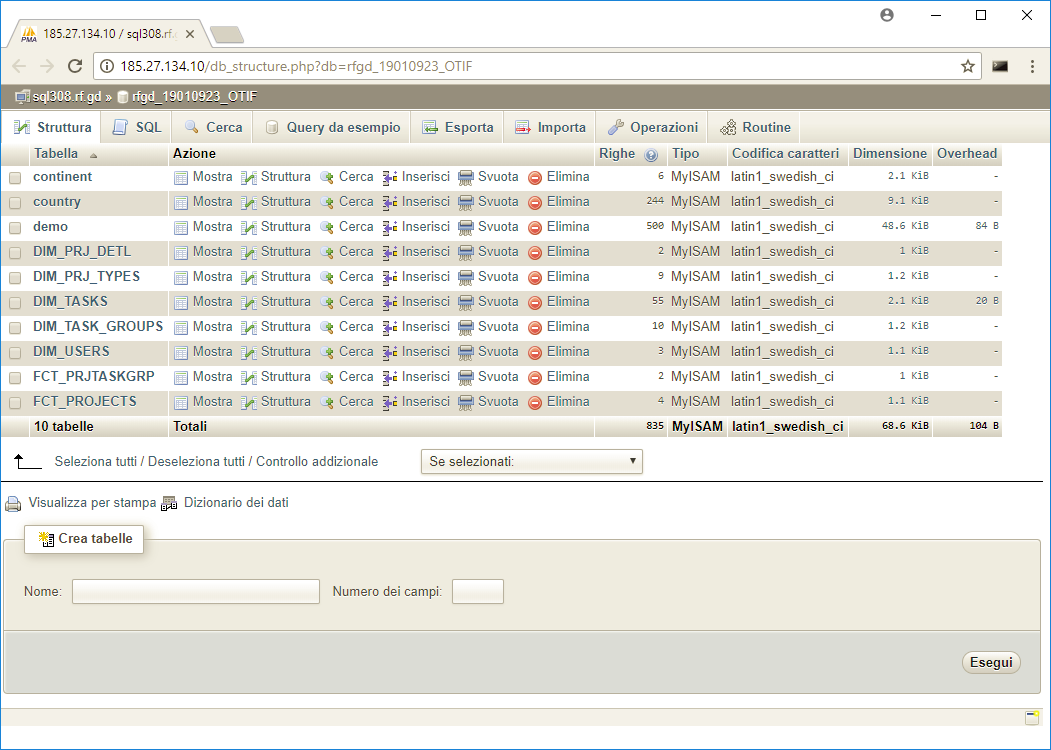 185.27.134.10 / sql308.rf.
185.27.134.10/db_structure.php?db=rfgd_19010923_OTIF
sql308.rf.gd » rfgd_19010923_OTIF
Struttura SQL Cerca Query da esempio Esporta Importa Operazioni Routine
Tabella Azione Righe Tipo Codifica caratteri Dimensione Overhead
continent Mostra Struttura Cerca Inserisci Svuota Elimina 6 MyISAM latin1_swedish_ci 2.1 KiB -
country Mostra Struttura Cerca Inserisci Svuota Elimina 244 MyISAM latin1_swedish_ci 9.1 KiB -
demo Mostra Struttura Cerca Inserisci Svuota Elimina 500 MyISAM latin1_swedish_ci 48.6 KiB 84 B
DIM_PRJ_DETL Mostra Struttura Cerca Inserisci Svuota Elimina 2 MyISAM latin1_swedish_ci 1 KiB -
DIM_PRJ_TYPES Mostra Struttura Cerca Inserisci Svuota Elimina 9 MyISAM latin1_swedish_ci 1.2 KiB -
DIM_TASKS Mostra Struttura Cerca Inserisci Svuota Elimina 55 MyISAM latin1_swedish_ci 2.1 KiB 20 B
DIM_TASK_GROUPS Mostra Struttura Cerca Inserisci Svuota Elimina 10 MyISAM latin1_swedish_ci 1.2 KiB -
DIM_USERS Mostra Struttura Cerca Inserisci Svuota Elimina 3 MyISAM latin1_swedish_ci 1.1 KiB -
FCT_PRJTASKGRP Mostra Struttura Cerca Inserisci Svuota Elimina 2 MyISAM latin1_swedish_ci 1 KiB -
FCT_PROJECTS Mostra Struttura Cerca Inserisci Svuota Elimina 4 MyISAM latin1_swedish_ci 1.1 KiB -
10 tabelle Totali 835 MyISAM latin1_swedish_ci 68.6 KiB 104 B
Seleziona tutti / Deseleziona tutti / Controllo addizionale Se selezionati:
Visualizza per stampa Dizionario dei dati
Crea tabelle
Nome: Numero dei campi:
Esegui